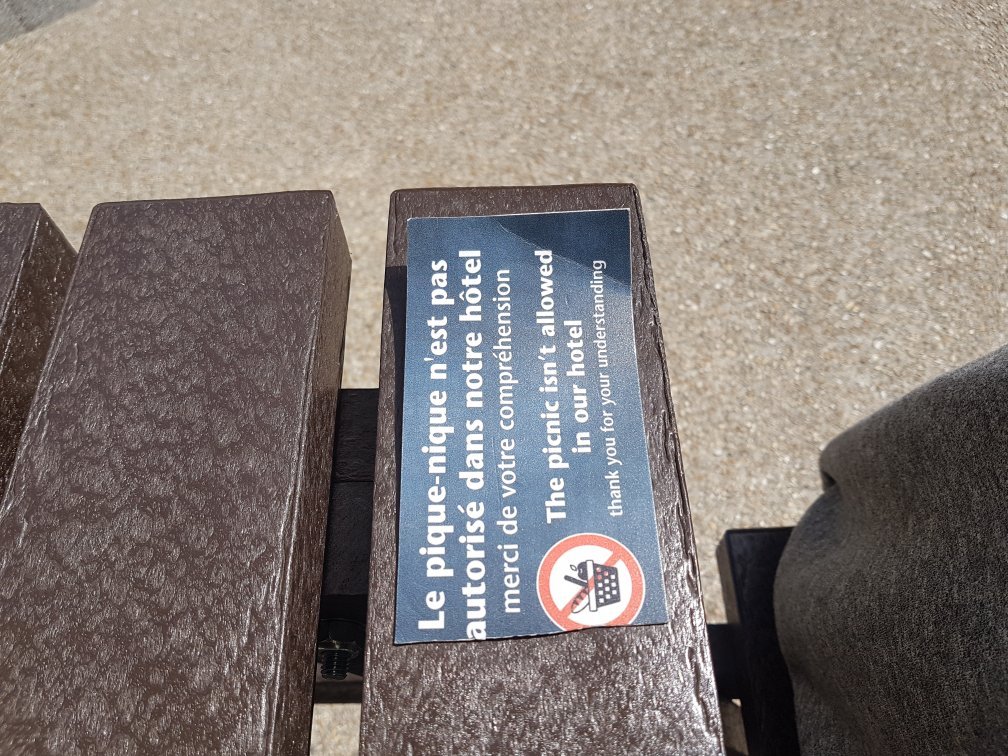 Le pique-nique n'est pas
autorisé dans notre hôtel
merci de votre compréhension
The picnic isn't allowed
in our hotel
thank you for your understanding